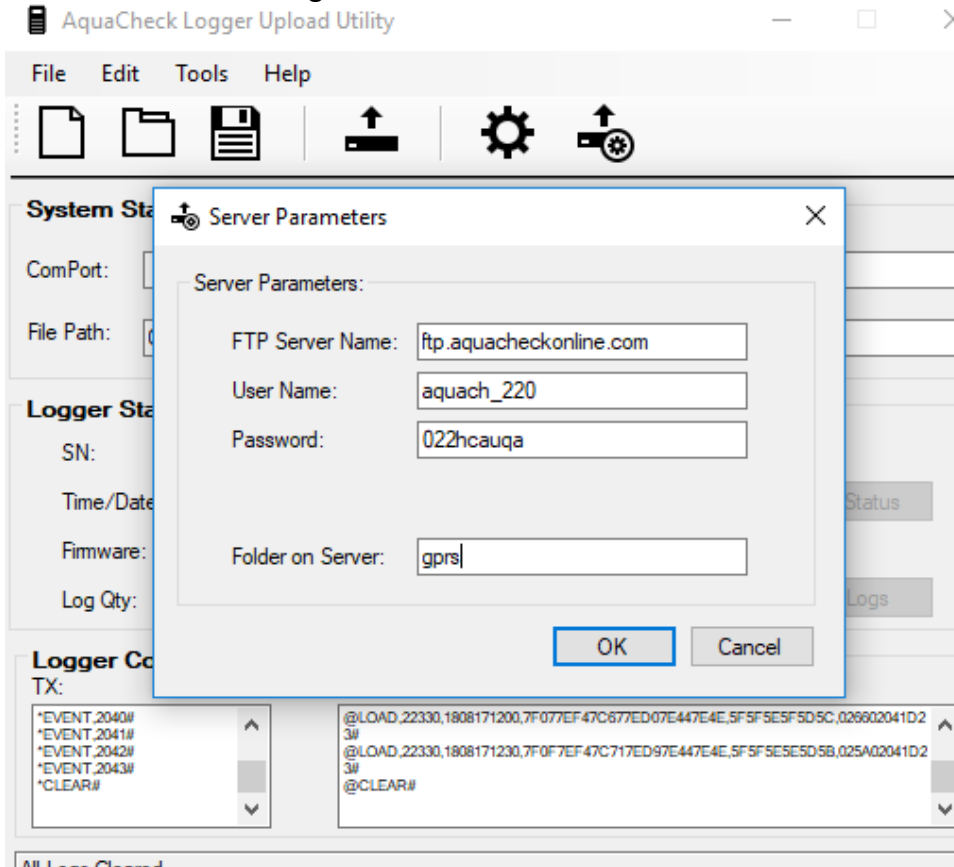 AquaCheck Logger Upload Utility
File Edit Tools Help
System Sta
Server Parameters
ComPort:
Server Parameters:
File Path:
FTP Server Name: ftp.aquacheckonline.com
User Name: aquach_220
Logger Sta
SN:
Password: 022hcauqa
Time/Date
Status
Firmware:
Folder on Server: gprs
Log Qty:
Logs
OK Cancel
Logger Co
TX:
*EVENT,2040#
*EVENT,2041#
*EVENT,2042#
*EVENT,2043#
*CLEAR#
@LOAD,22330,1808171200,7F077EF47C677ED07E447E4E,5F5F5E5F5D5C,026602041D2
3#
@LOAD,22330,1808171230,7F0F7EF47C717ED97E447E4E,5F5F5E5E5D5B,025A02041D2
3#
@CLEAR#
All Logs Cleared